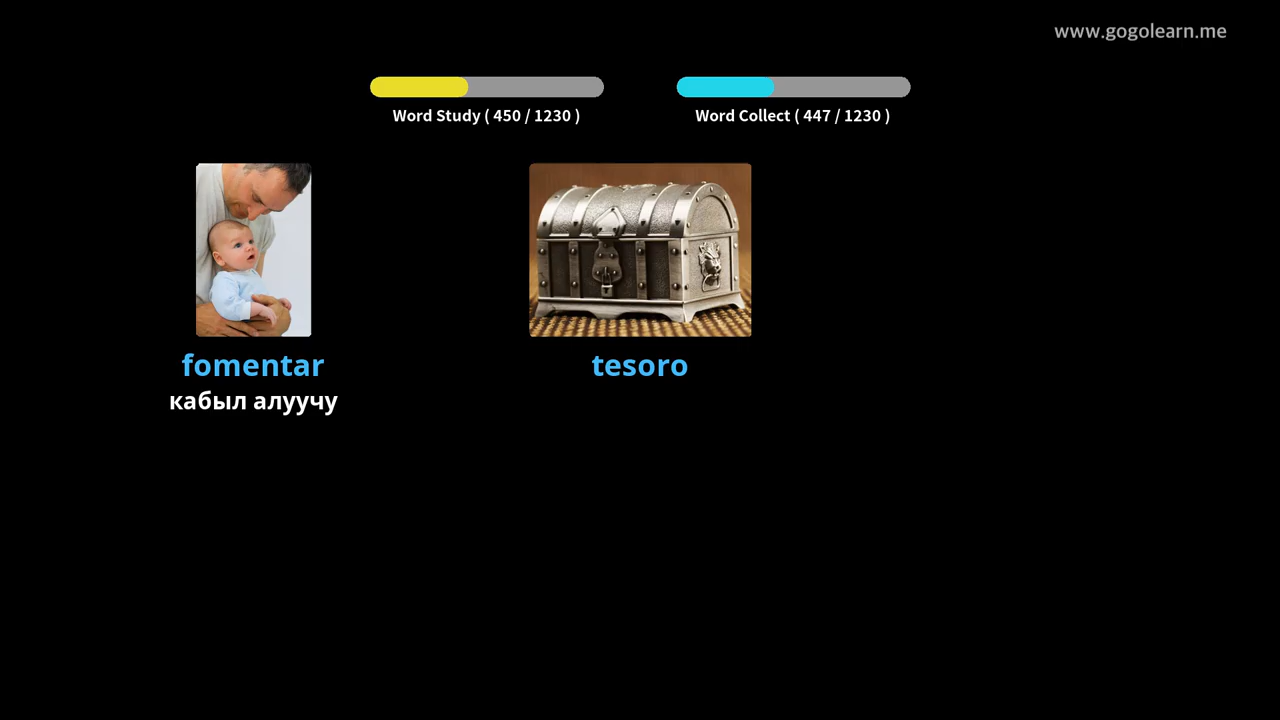 www.gogolearn.me
Word Study ( 450 / 1230 )
Word Collect ( 447 / 1230 )
fomentar
кабыл алуучу
tesoro